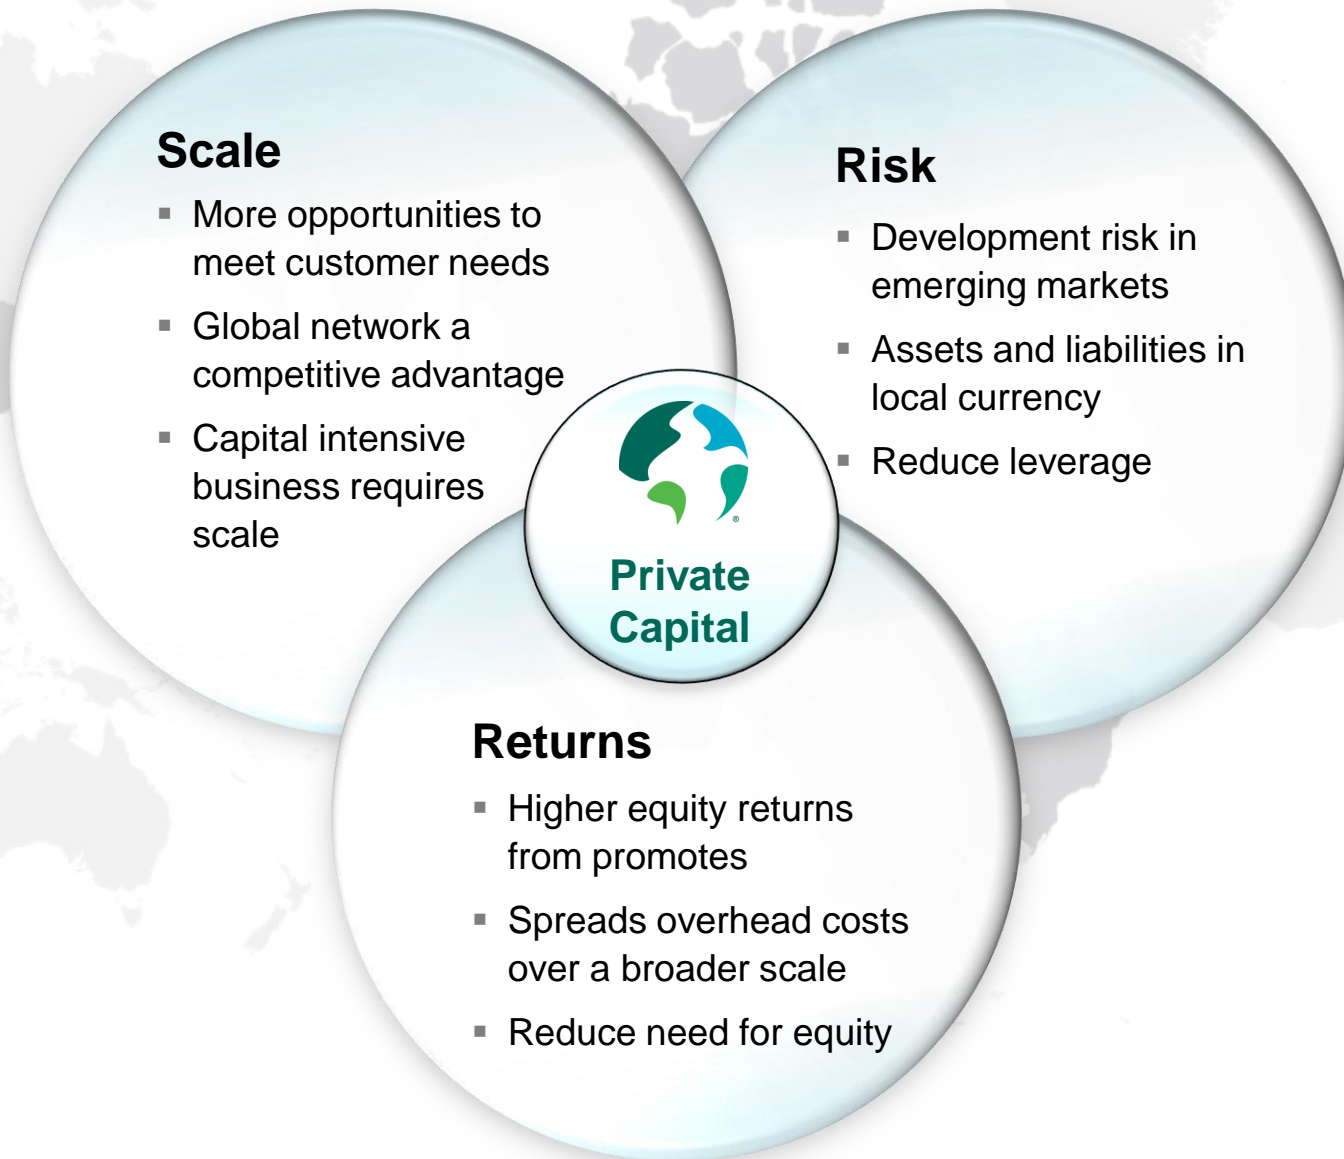 Scale
▪ More opportunities to
meet customer needs
▪ Global network a
competitive advantage
▪ Capital intensive
business requires
scale
Risk
▪ Development risk in
emerging markets
▪ Assets and liabilities in
local currency
▪ Reduce leverage
®
Private
Capital
Returns
▪ Higher equity returns
from promotes
▪ Spreads overhead costs
over a broader scale
▪ Reduce need for equity